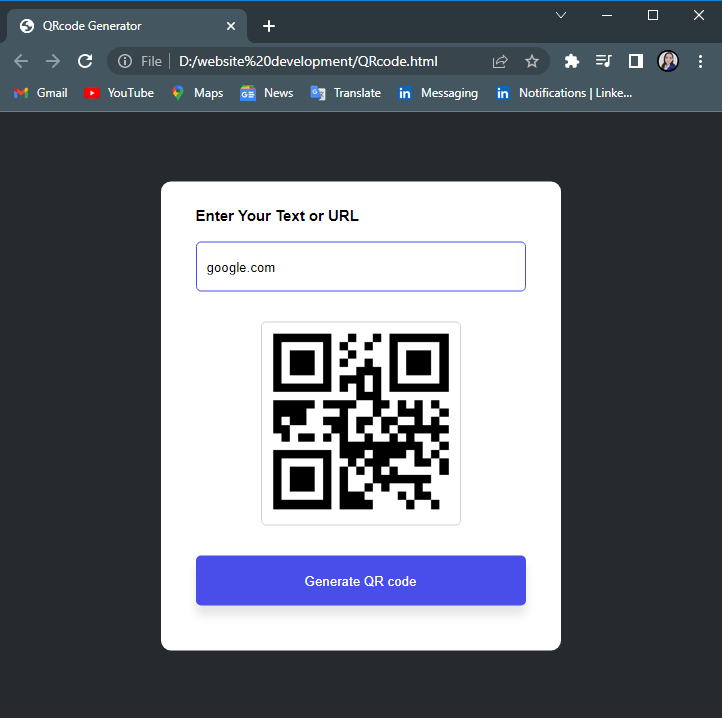 QRcode Generator
File D:/website%20development/QRcode.html
Gmail YouTube Maps News Translate Messaging Notifications | Linke...
Enter Your Text or URL
google.com
Generate QR code